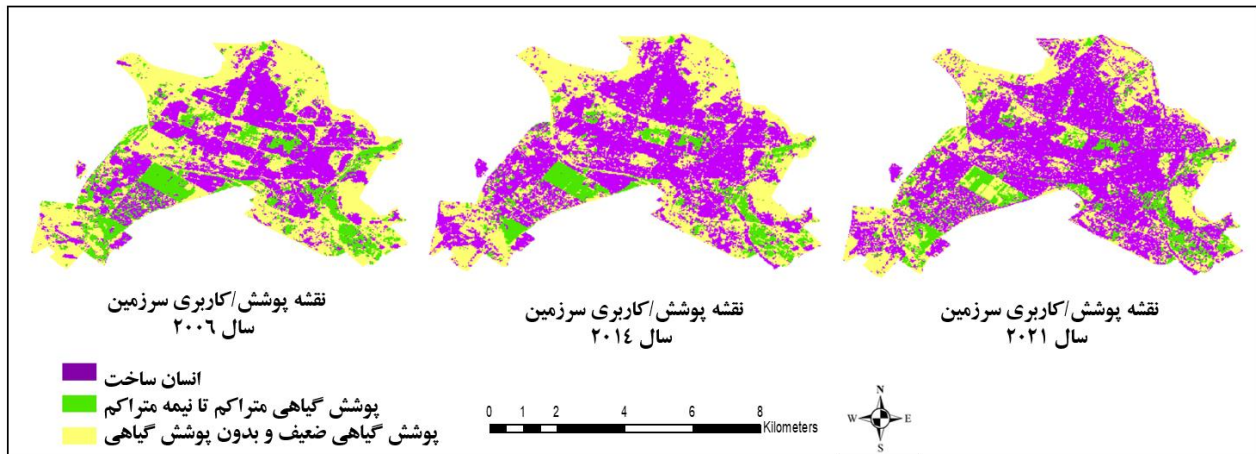 نقشه پوشش/کاربری سرزمین
سال ۲۰۰۶
نقشه پوشش/کاربری سرزمین
سال ۲۰۱٤
نقشه پوشش/کاربری سرزمین
سال ۲۰۲۱
انسان ساخت
پوشش گیاهی متراکم تا نیمه متراکم
پوشش گیاهی ضعیف و بدون پوشش گیاهی
0 1 2 4 6 8
Kilometers
N
W E
S